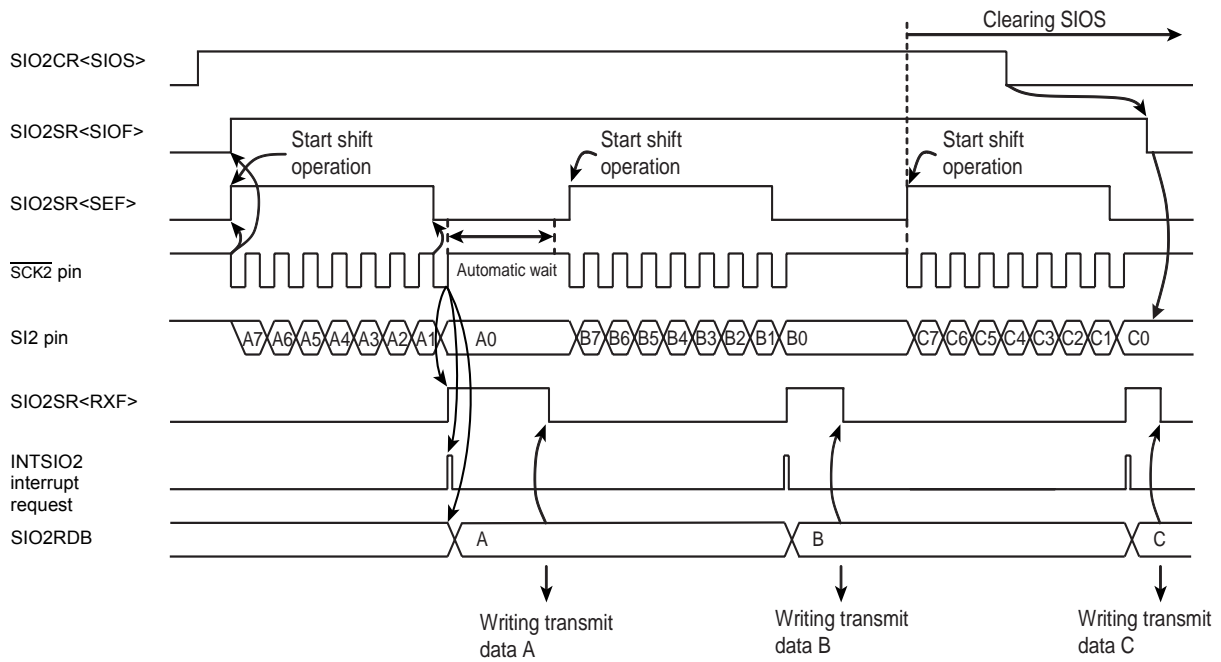 Clearing SIOS
SIO2CR<SIOS>
SIO2SR<SIOF>
Start shift
operation
Start shift
operation
Start shift
operation
SIO2SR<SEF>
SCK2 pin
Automatic wait
SI2 pin
A7 A6 A5 A4 A3 A2 A1 A0 B7 B6 B5 B4 B3 B2 B1 B0 C7 C6 C5 C4 C3 C2 C1 C0
SIO2SR<RXF>
INTSIO2
interrupt
request
SIO2RDB
A B C
Writing transmit
data A
Writing transmit
data B
Writing transmit
data C